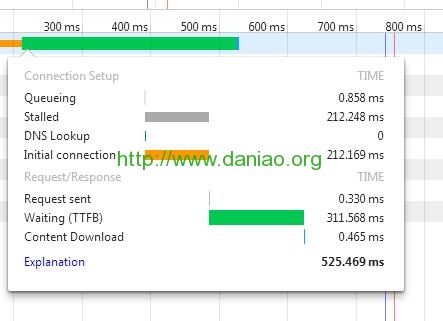 300 ms 400 ms 500 ms 600 ms 700 ms 800 ms
Connection Setup TIME
Queueing 0.858 ms
Stalled 212.248 ms
DNS Lookup 0
Initial connection 212.169 ms
http://www.daniao.org
Request/Response TIME
Request sent 0.330 ms
Waiting (TTFB) 311.568 ms
Content Download 0.465 ms
Explanation 525.469 ms